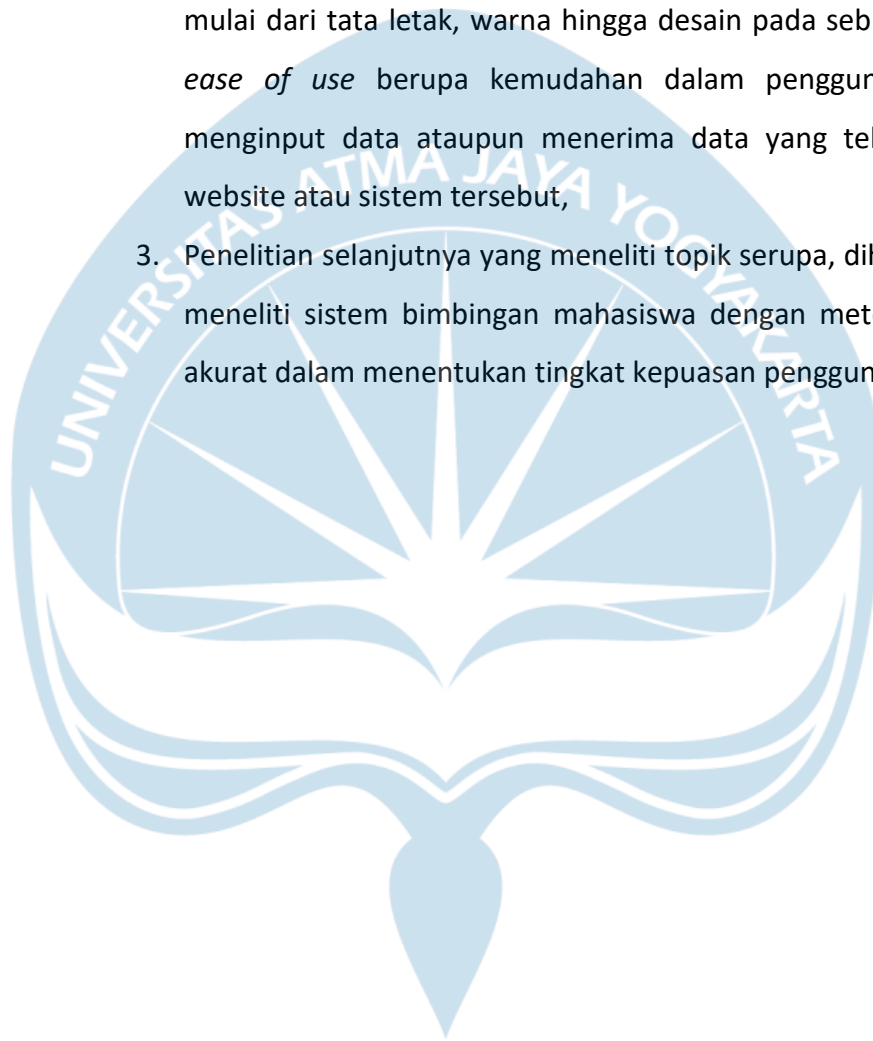 mulai dari tata letak, warna hingga desain pada seb
ease of use berupa kemudahan dalam penggun
menginput data ataupun menerima data yang tel
website atau sistem tersebut,
3. Penelitian selanjutnya yang meneliti topik serupa, dih
meneliti sistem bimbingan mahasiswa dengan met
akurat dalam menentukan tingkat kepuasan penggun
UNIVERSITAS ATMA JAYA YOGYAKARTA